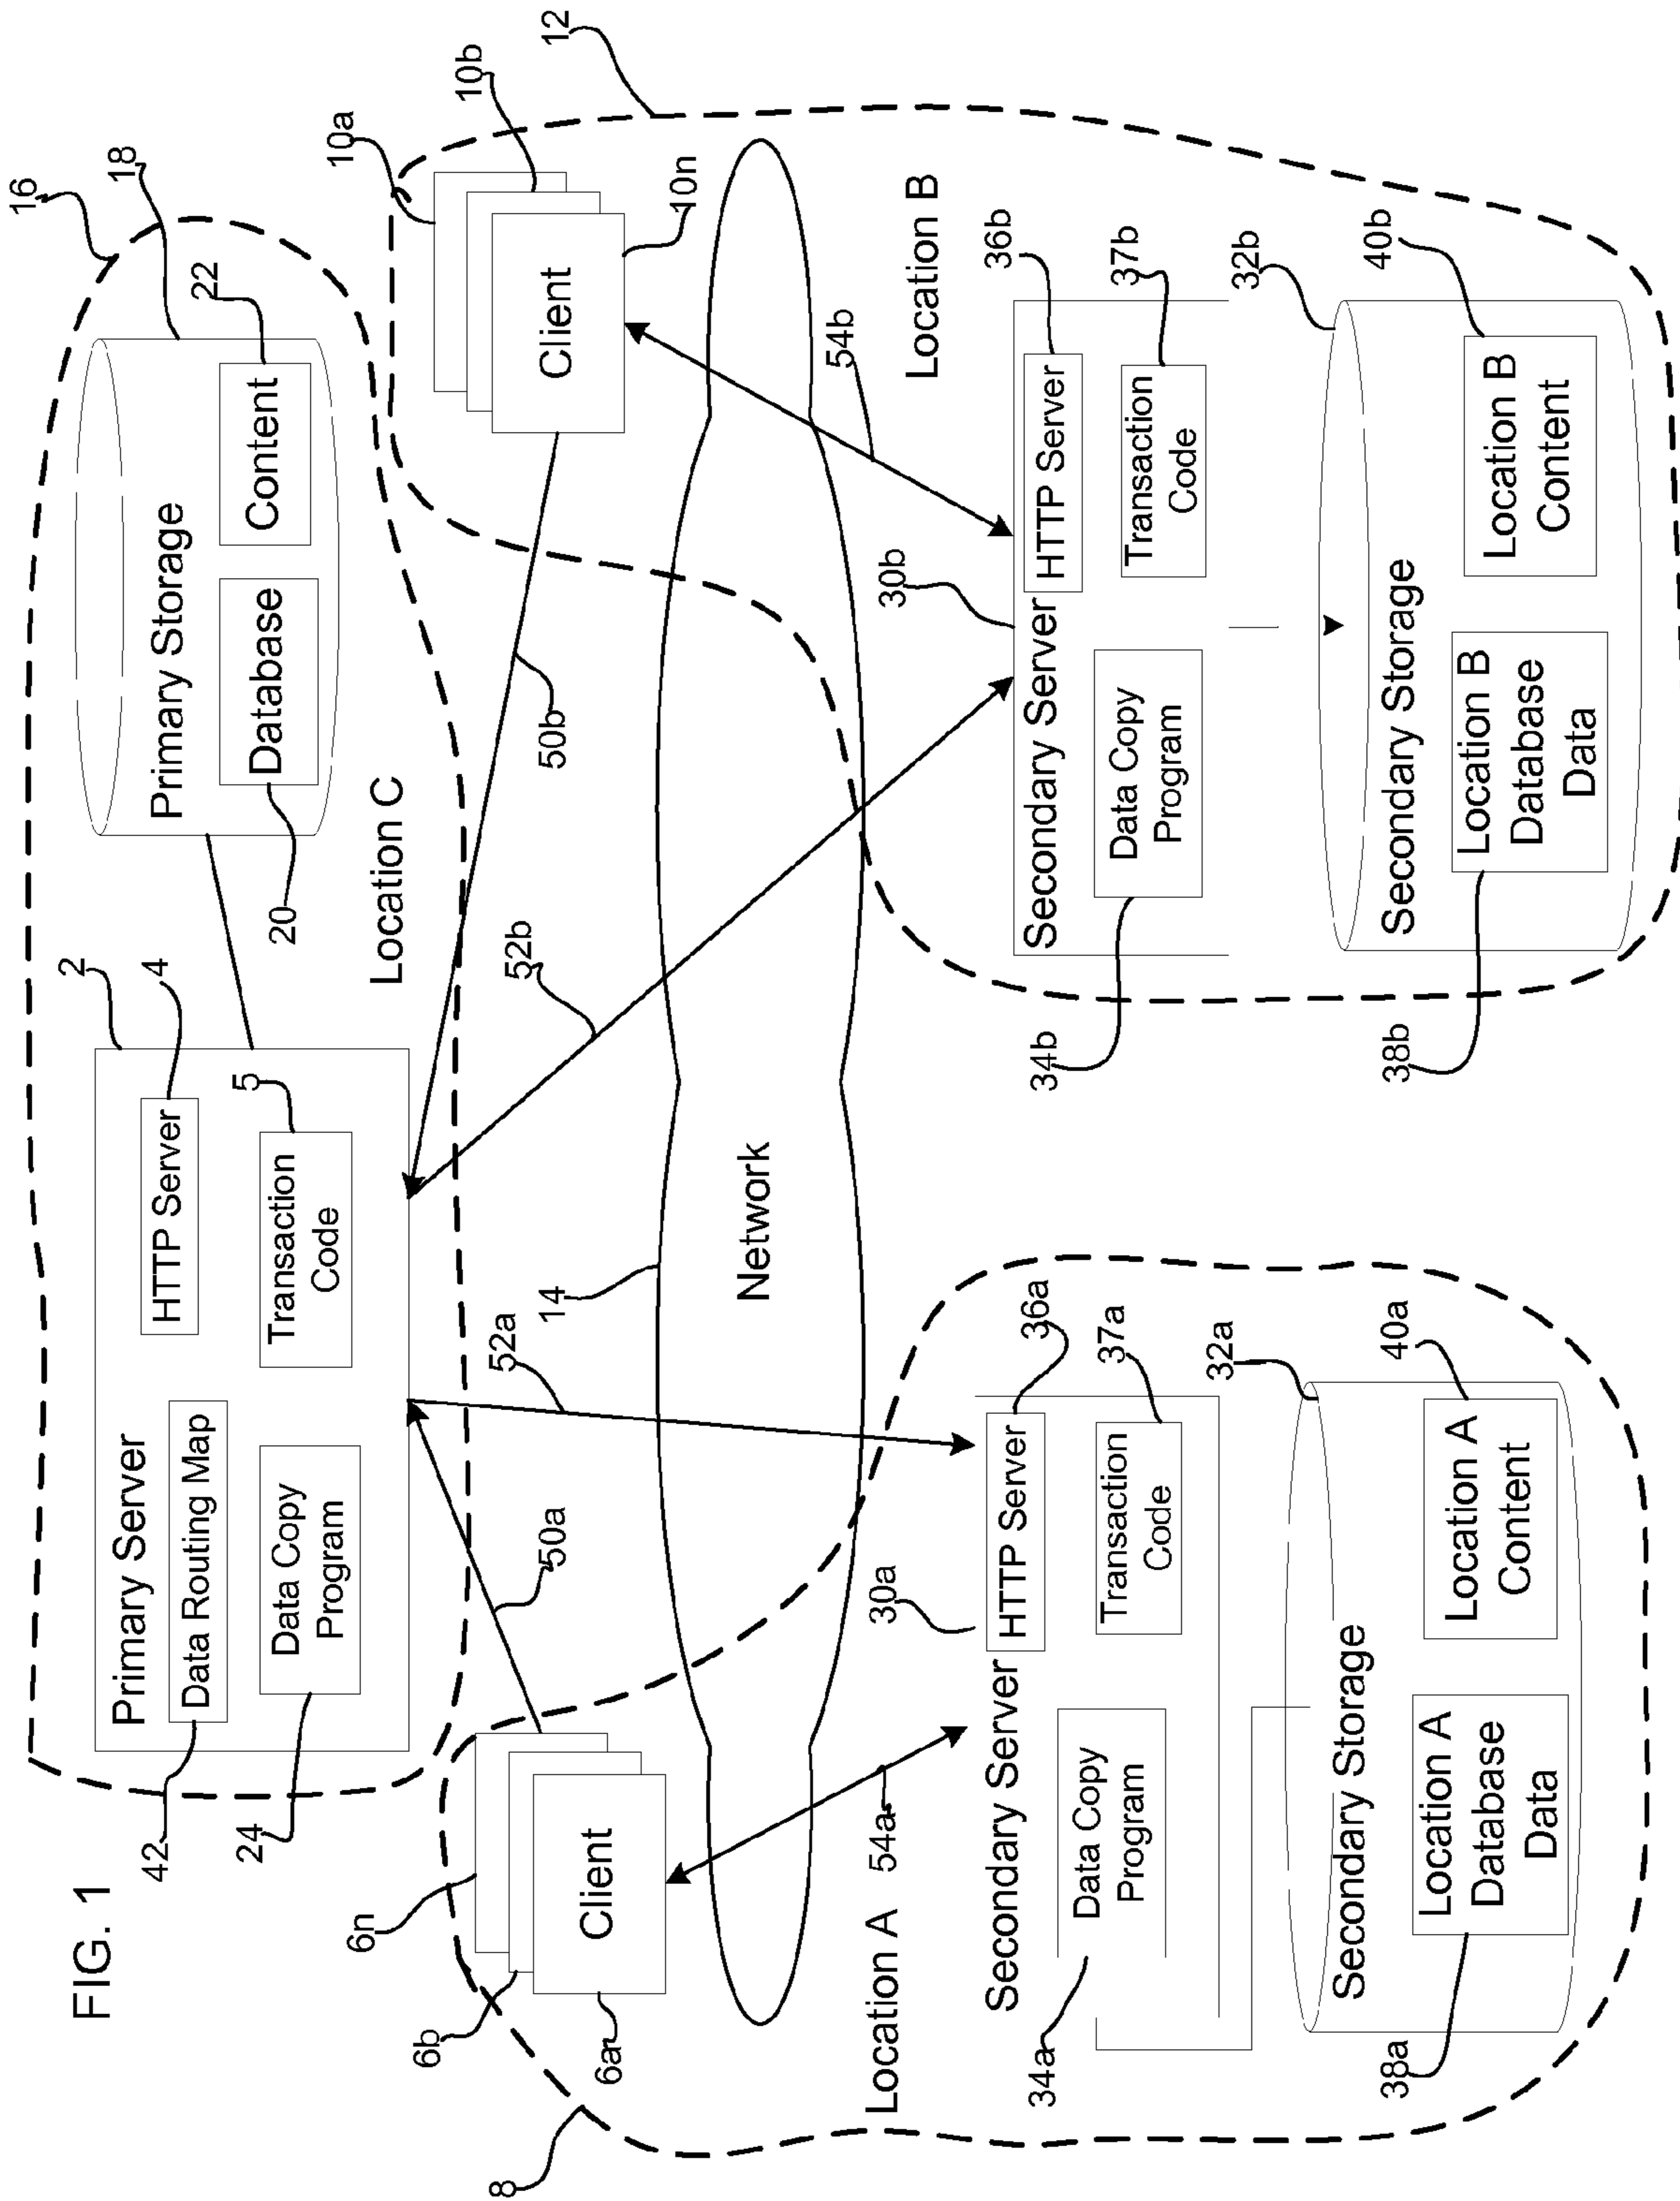 FIG. 1
16
18
2
4
Primary Server
HTTP Server
Data Routing Map
5
Transaction
Code
Data Copy
Program
42
24
Primary Storage
22
Content
Database
20
Location C
6n
6b
6a
Client
8
50a
52a
52b
50b
10a
10b
10n
Client
12
14
Network
Location A
54a
30a
36a
Secondary Server
HTTP Server
37a
Transaction
Code
Data Copy
Program
34a
32a
Secondary Storage
40a
Location A
Content
Location A
Database
Data
38a
54b
Location B
30b
36b
Secondary Server
HTTP Server
37b
Transaction
Code
Data Copy
Program
34b
32b
Secondary Storage
40b
Location B
Content
Location B
Database
Data
38b